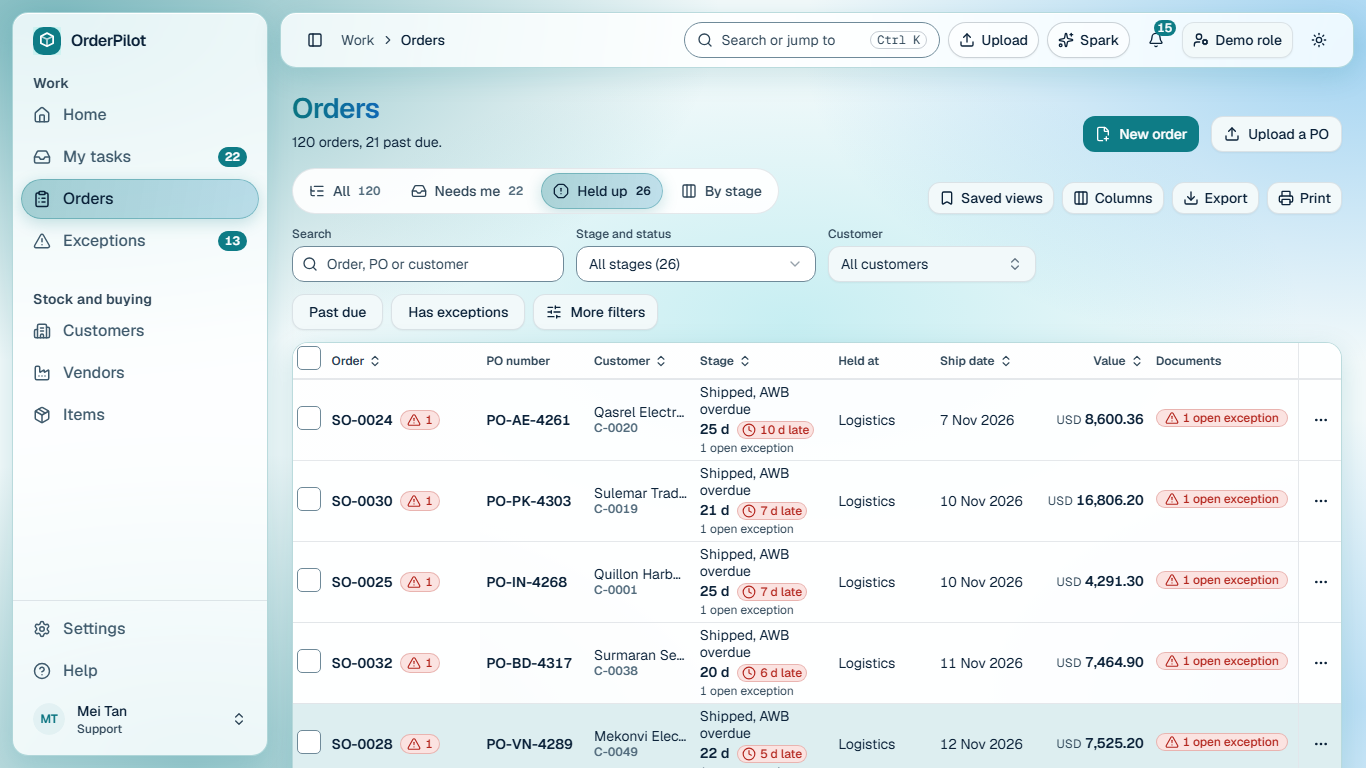 OrderPilot
Work
Home
My tasks 22
Orders
Exceptions 13
Stock and buying
Customers
Vendors
Items
Settings
Help
MT Mei Tan
Support
Work > Orders
Search or jump to Ctrl K
Upload
Spark
15
Demo role
Orders
120 orders, 21 past due.
New order
Upload a PO
All 120
Needs me 22
Held up 26
By stage
Saved views
Columns
Export
Print
Search
Order, PO or customer
Stage and status
All stages (26)
Customer
All customers
Past due
Has exceptions
More filters
Order PO number Customer Stage Held at Ship date Value Documents
SO-0024 1 PO-AE-4261 Qasrel Electr… C-0020
Shipped, AWB
overdue
25 d 10 d late
1 open exception
Logistics 7 Nov 2026 USD 8,600.36 1 open exception
SO-0030 1 PO-PK-4303 Sulemar Trad… C-0019
Shipped, AWB
overdue
21 d 7 d late
1 open exception
Logistics 10 Nov 2026 USD 16,806.20 1 open exception
SO-0025 1 PO-IN-4268 Quillon Harb… C-0001
Shipped, AWB
overdue
25 d 7 d late
1 open exception
Logistics 10 Nov 2026 USD 4,291.30 1 open exception
SO-0032 1 PO-BD-4317 Surmaran Se… C-0038
Shipped, AWB
overdue
20 d 6 d late
1 open exception
Logistics 11 Nov 2026 USD 7,464.90 1 open exception
SO-0028 1 PO-VN-4289 Mekonvi Elec… C-0049
Shipped, AWB
overdue
22 d 5 d late
Logistics 12 Nov 2026 USD 7,525.20 1 open exception